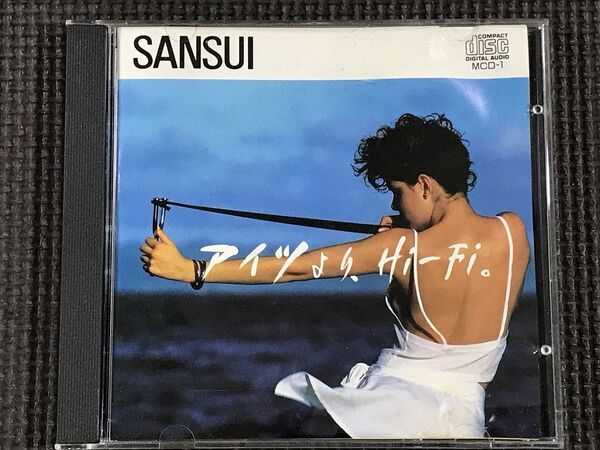 SANSUI
COMPACT
disc
DIGITAL AUDIO
MCD-1
アイツより、Hi-Fi。